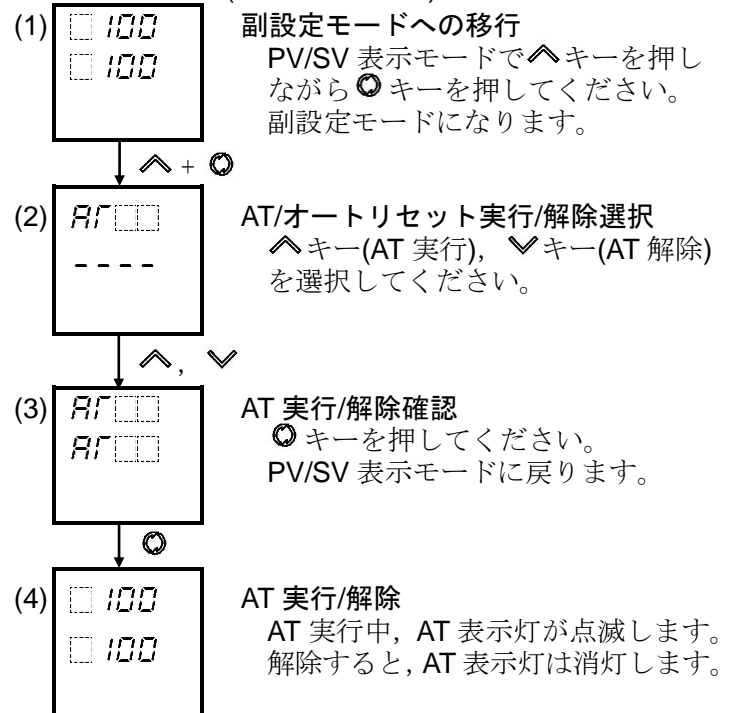 (1) 100 副設定モードへの移行
100 PV/SV 表示モードで キーを押し
ながら キーを押してください。
副設定モードになります。
+
(2) AT AT/オートリセット実行/解除選択
---- キー(AT 実行), キー(AT 解除)
を選択してください。
,
(3) AT AT 実行/解除確認
AT キーを押してください。
PV/SV 表示モードに戻ります。
(4) 100 AT 実行/解除
100 AT 実行中, AT 表示灯が点滅します。
解除すると, AT 表示灯は消灯します。